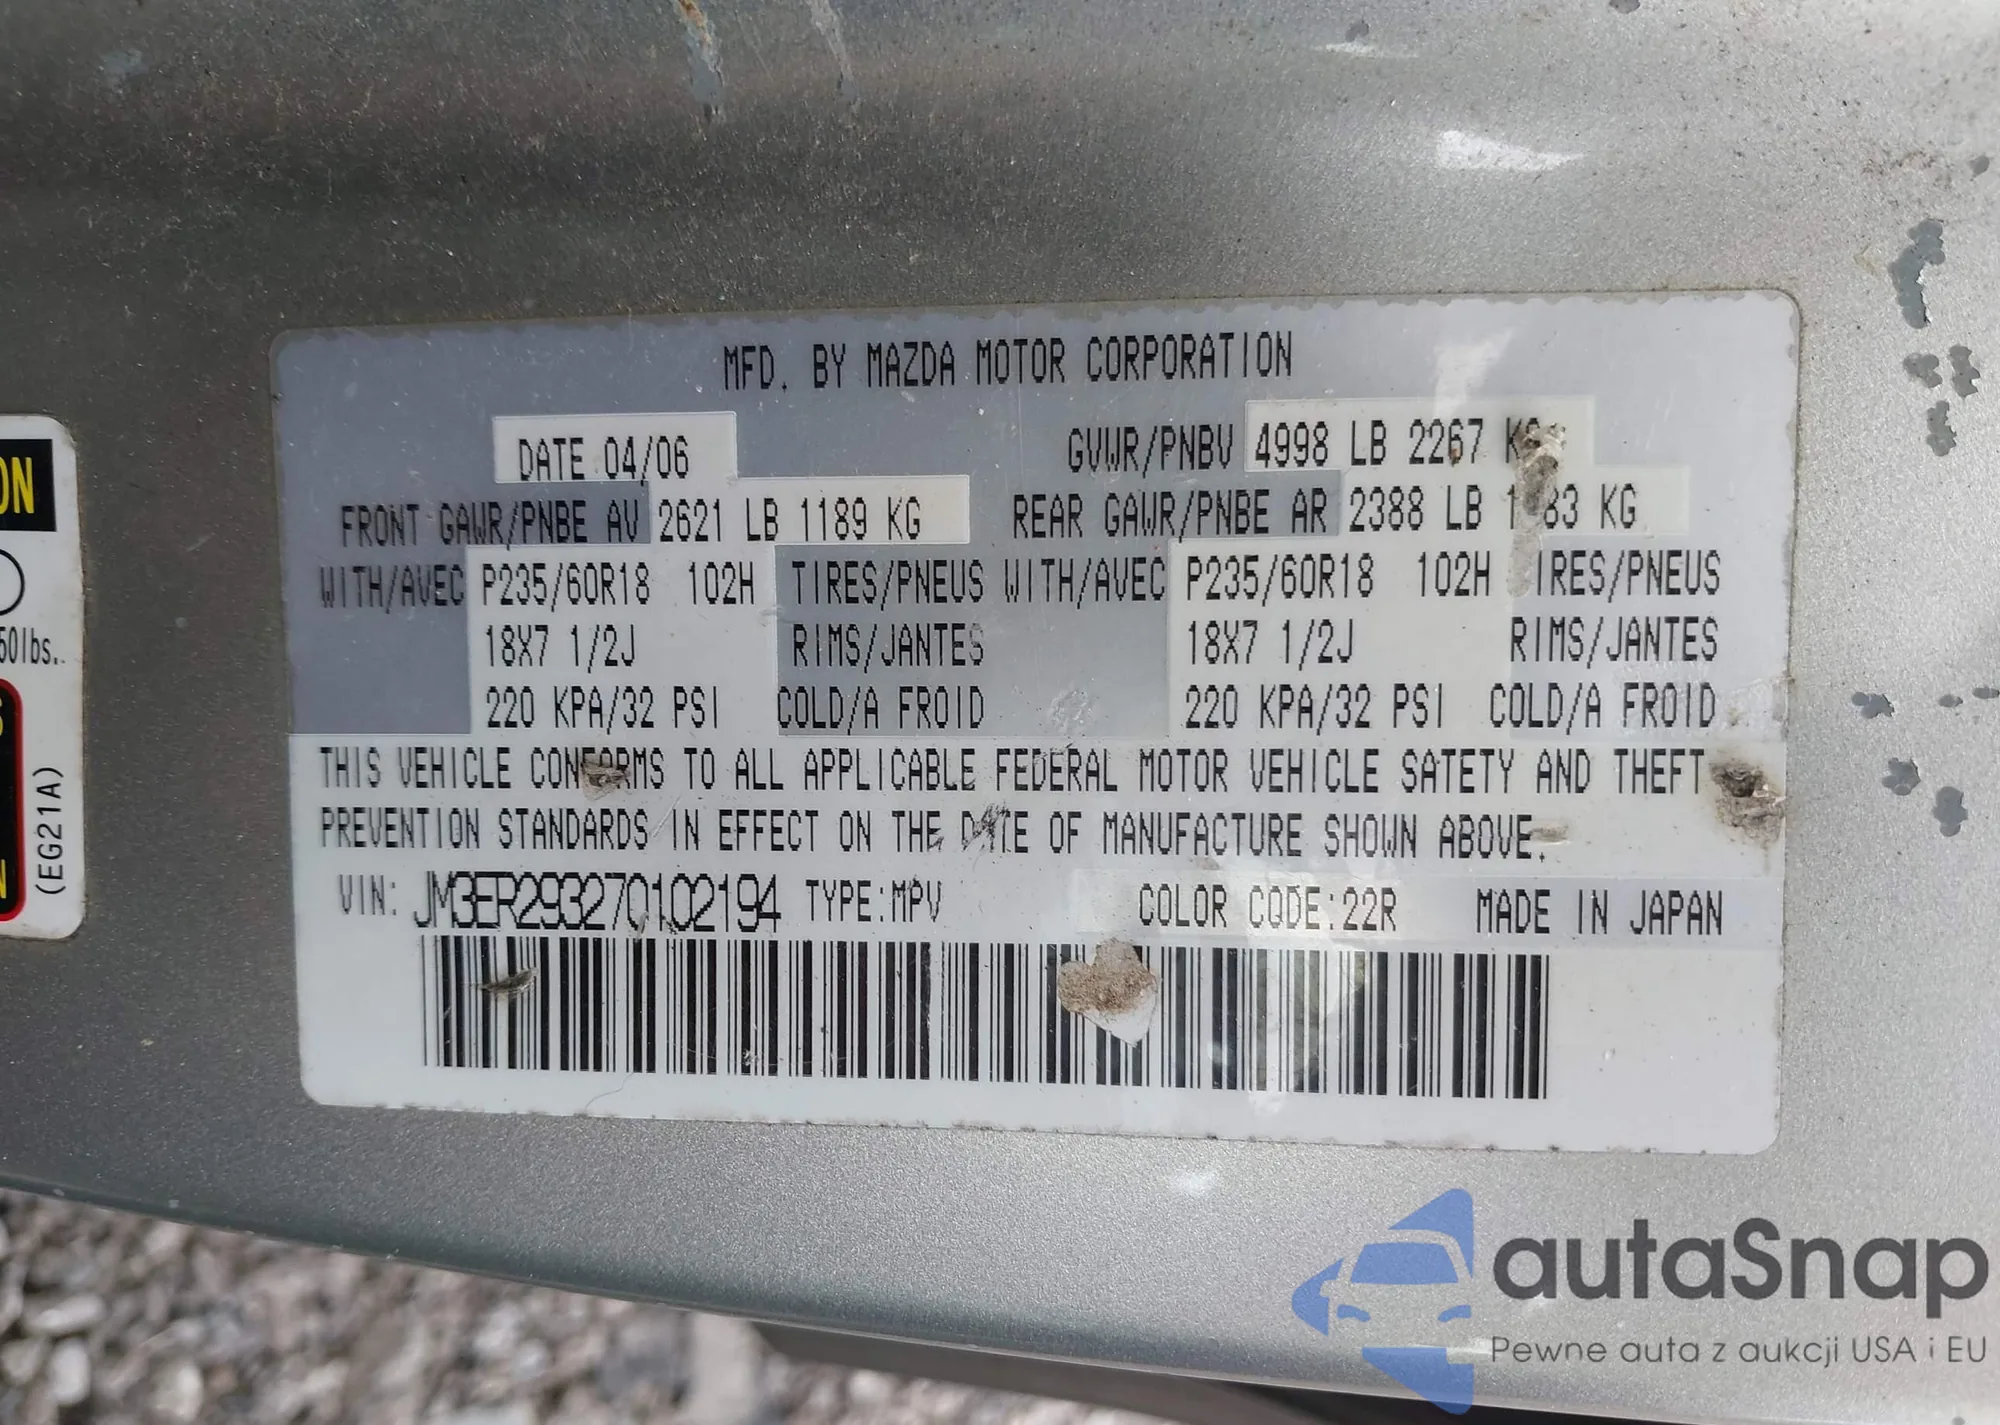 MFD. BY MAZDA MOTOR CORPORATION
DATE 04/06 GVWR/PNBV 4998 LB 2267
FRONT GAWR/PNBE AV 2621 LB 1189 KG REAR GAWR/PNBE AR 2388 LB KG
WITH/AVEC P235/60R18 102H TIRES/PNEUS WITH/AVEC P235/60R18 102H IRES/PNEUS
18X7 1/2J RIMS/JANTES 18X7 1/2J RIMS/JANTES
220 KPA/32 PSI COLD/A FROID 220 KPA/32 PSI COLD/A FROID
THIS VEHICLE CONFORMS TO ALL APPLICABLE FEDERAL MOTOR VEHICLE SATETY AND THEFT
PREVENTION STANDARDS IN EFFECT ON THE DATE OF MANUFACTURE SHOWN ABOVE.
VIN: JM3ER293270102194 TYPE:MPV COLOR CODE:22R MADE IN JAPAN
ON
50lbs.
S
N
(EG21A)
autaSnap
Pewne auta z aukcji USA i EU